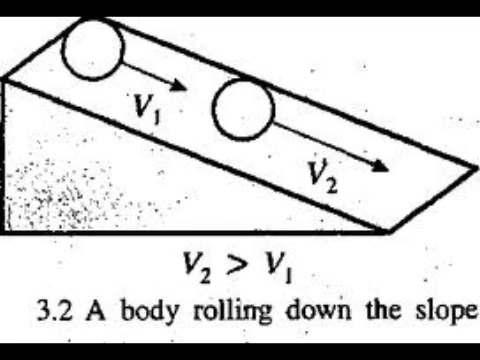 V₁
V₂
V₂ > V₁
3.2 A body rolling down the slope